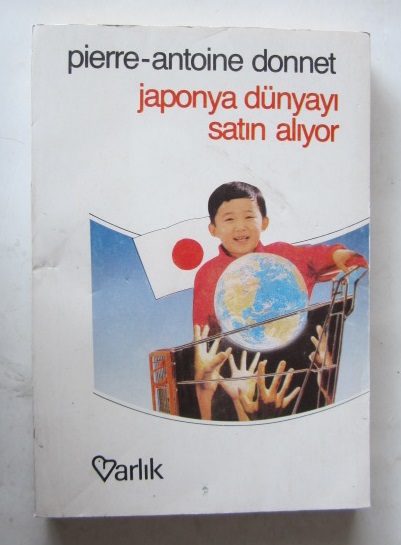 pierre-antoine donnet
japonya dünyayı
satın alıyor
Varlık